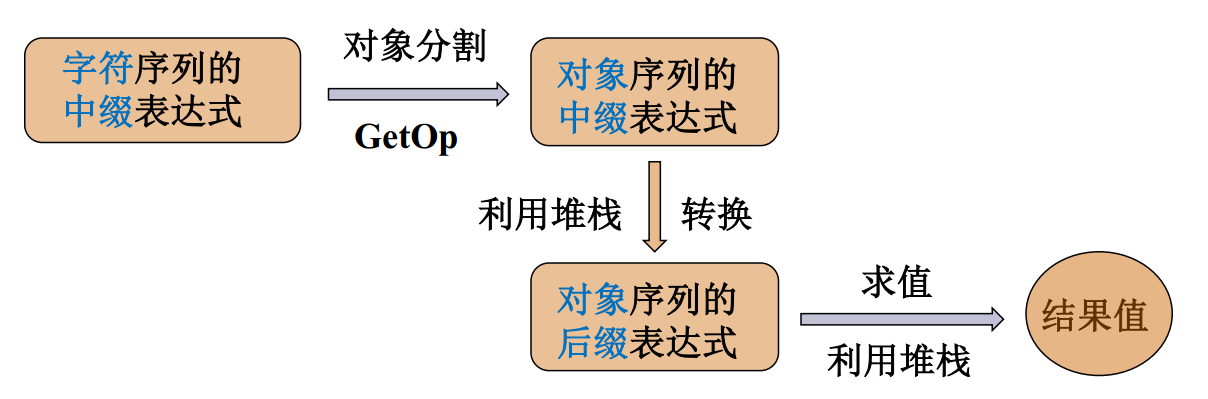 字符序列的
中缀表达式
对象分割
GetOp
对象序列的
中缀表达式
利用堆栈 转换
对象序列的
后缀表达式
求值
利用堆栈
结果值